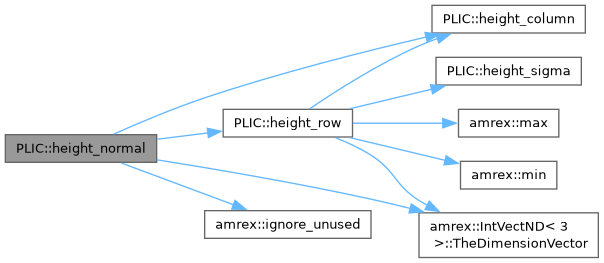 PLIC::height_column
PLIC::height_sigma
PLIC::height_row
amrex::max
PLIC::height_normal
amrex::min
amrex::ignore_unused
amrex::IntVectND< 3
>::TheDimensionVector